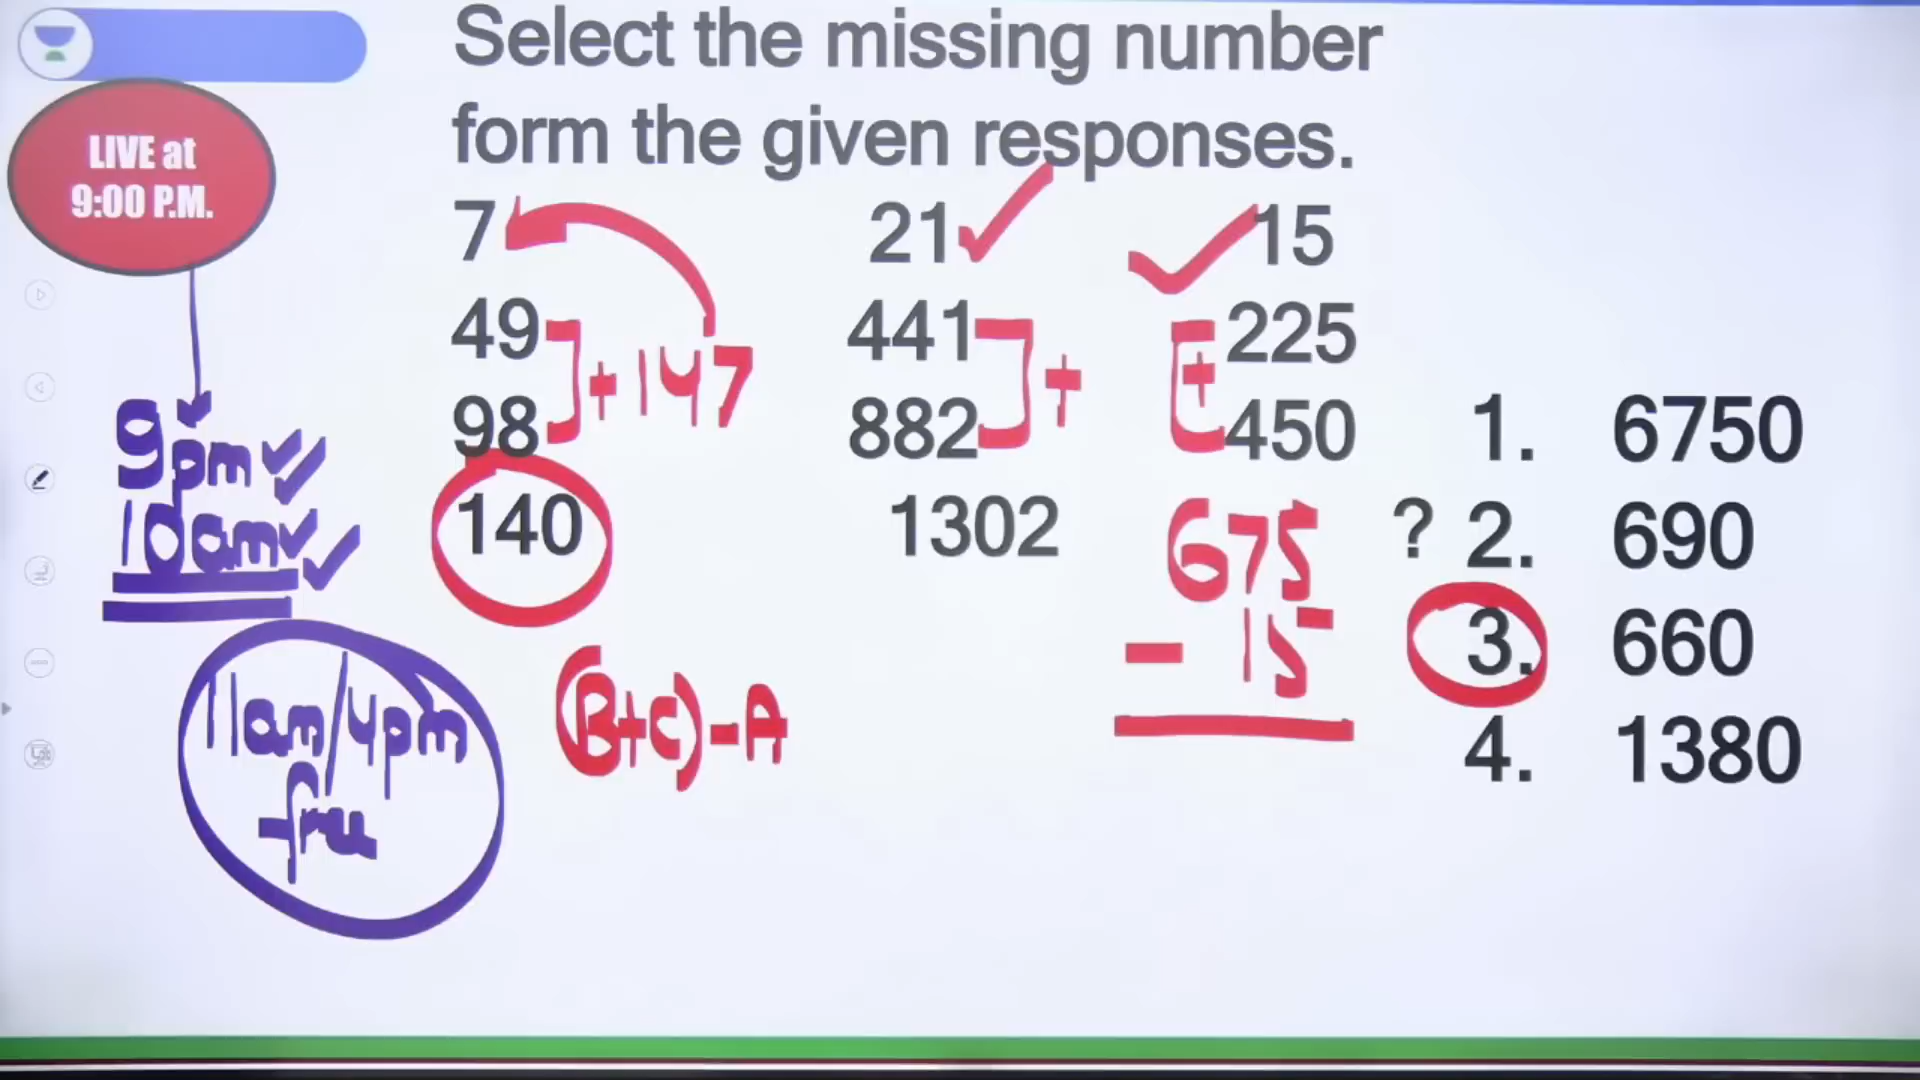 Select the missing number
form the given responses.
LIVE at
9:00 P.M.
7 21 15
49 441 225
98 882 450
140 1302 ?
+ 147
+
+
675
- 15
(B+C)-A
1. 6750
2. 690
3. 660
4. 1380
9pm
10am
11am/4pm
free